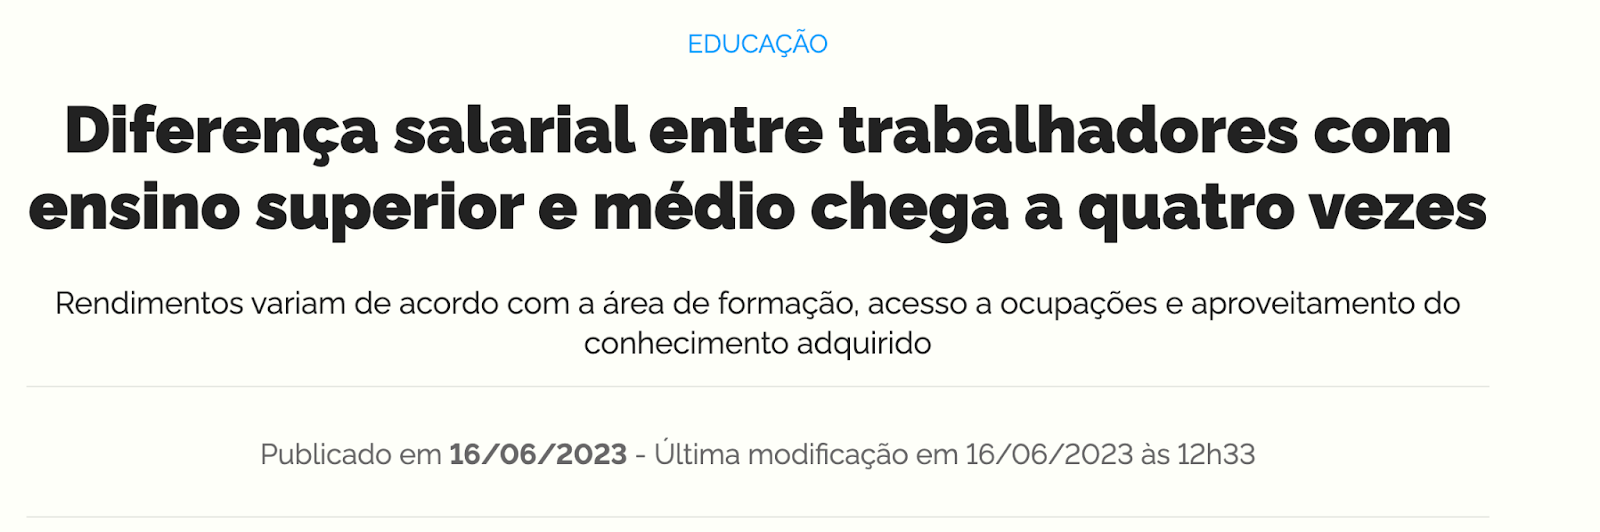 EDUCAÇÃO
Diferença salarial entre trabalhadores com
ensino superior e médio chega a quatro vezes
Rendimentos variam de acordo com a área de formação, acesso a ocupações e aproveitamento do
conhecimento adquirido
Publicado em 16/06/2023 - Última modificação em 16/06/2023 às 12h33